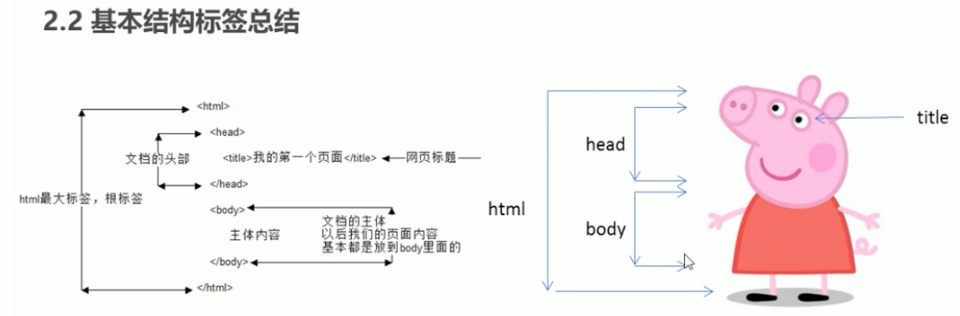 2.2 基本结构标签总结
<html>
<head>
文档的头部
<title>我的第一个页面</title>
网页标题
</head>
html最大标签，根标签
<body>
主体内容
文档的主体
以后我们的页面内容
基本都是放到body里面的
</body>
</html>
html
head
body
title